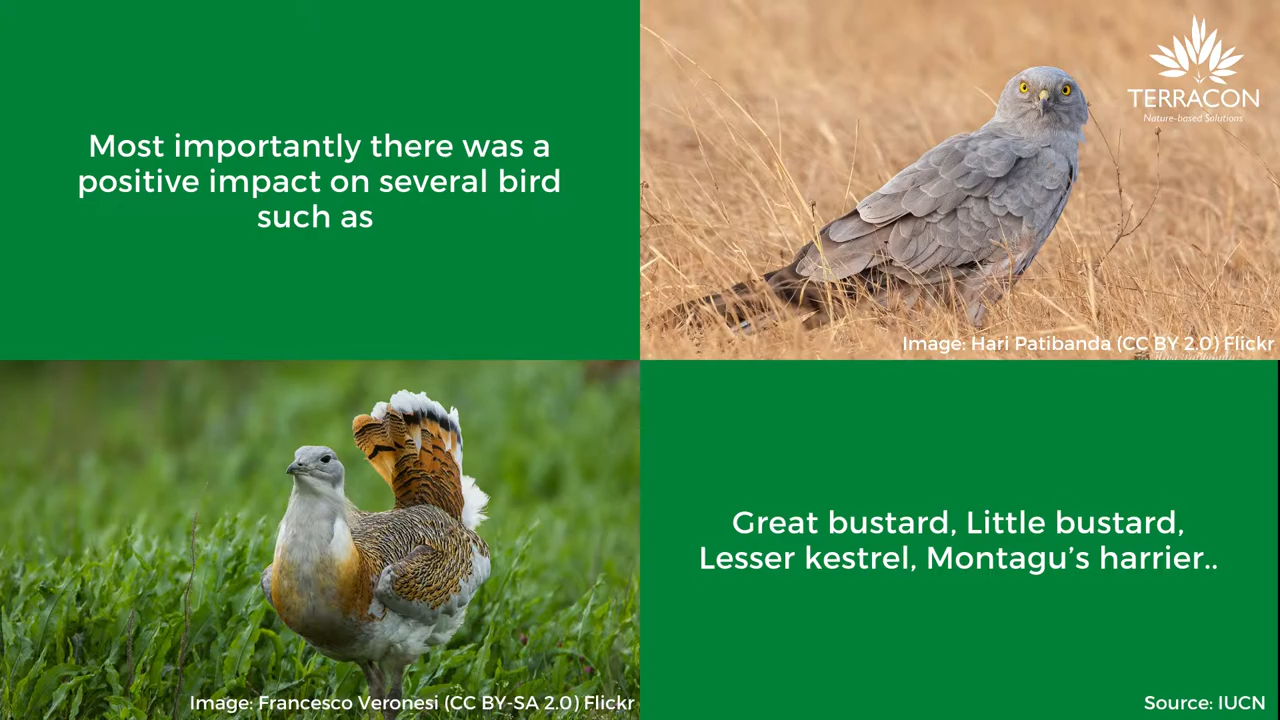 Most importantly there was a
positive impact on several bird
such as
TERRACON
Nature-based Solutions
Image: Hari Patibanda (CC BY 2.0) Flickr
Image: Francesco Veronesi (CC BY-SA 2.0) Flickr
Great bustard, Little bustard,
Lesser kestrel, Montagu’s harrier..
Source: IUCN